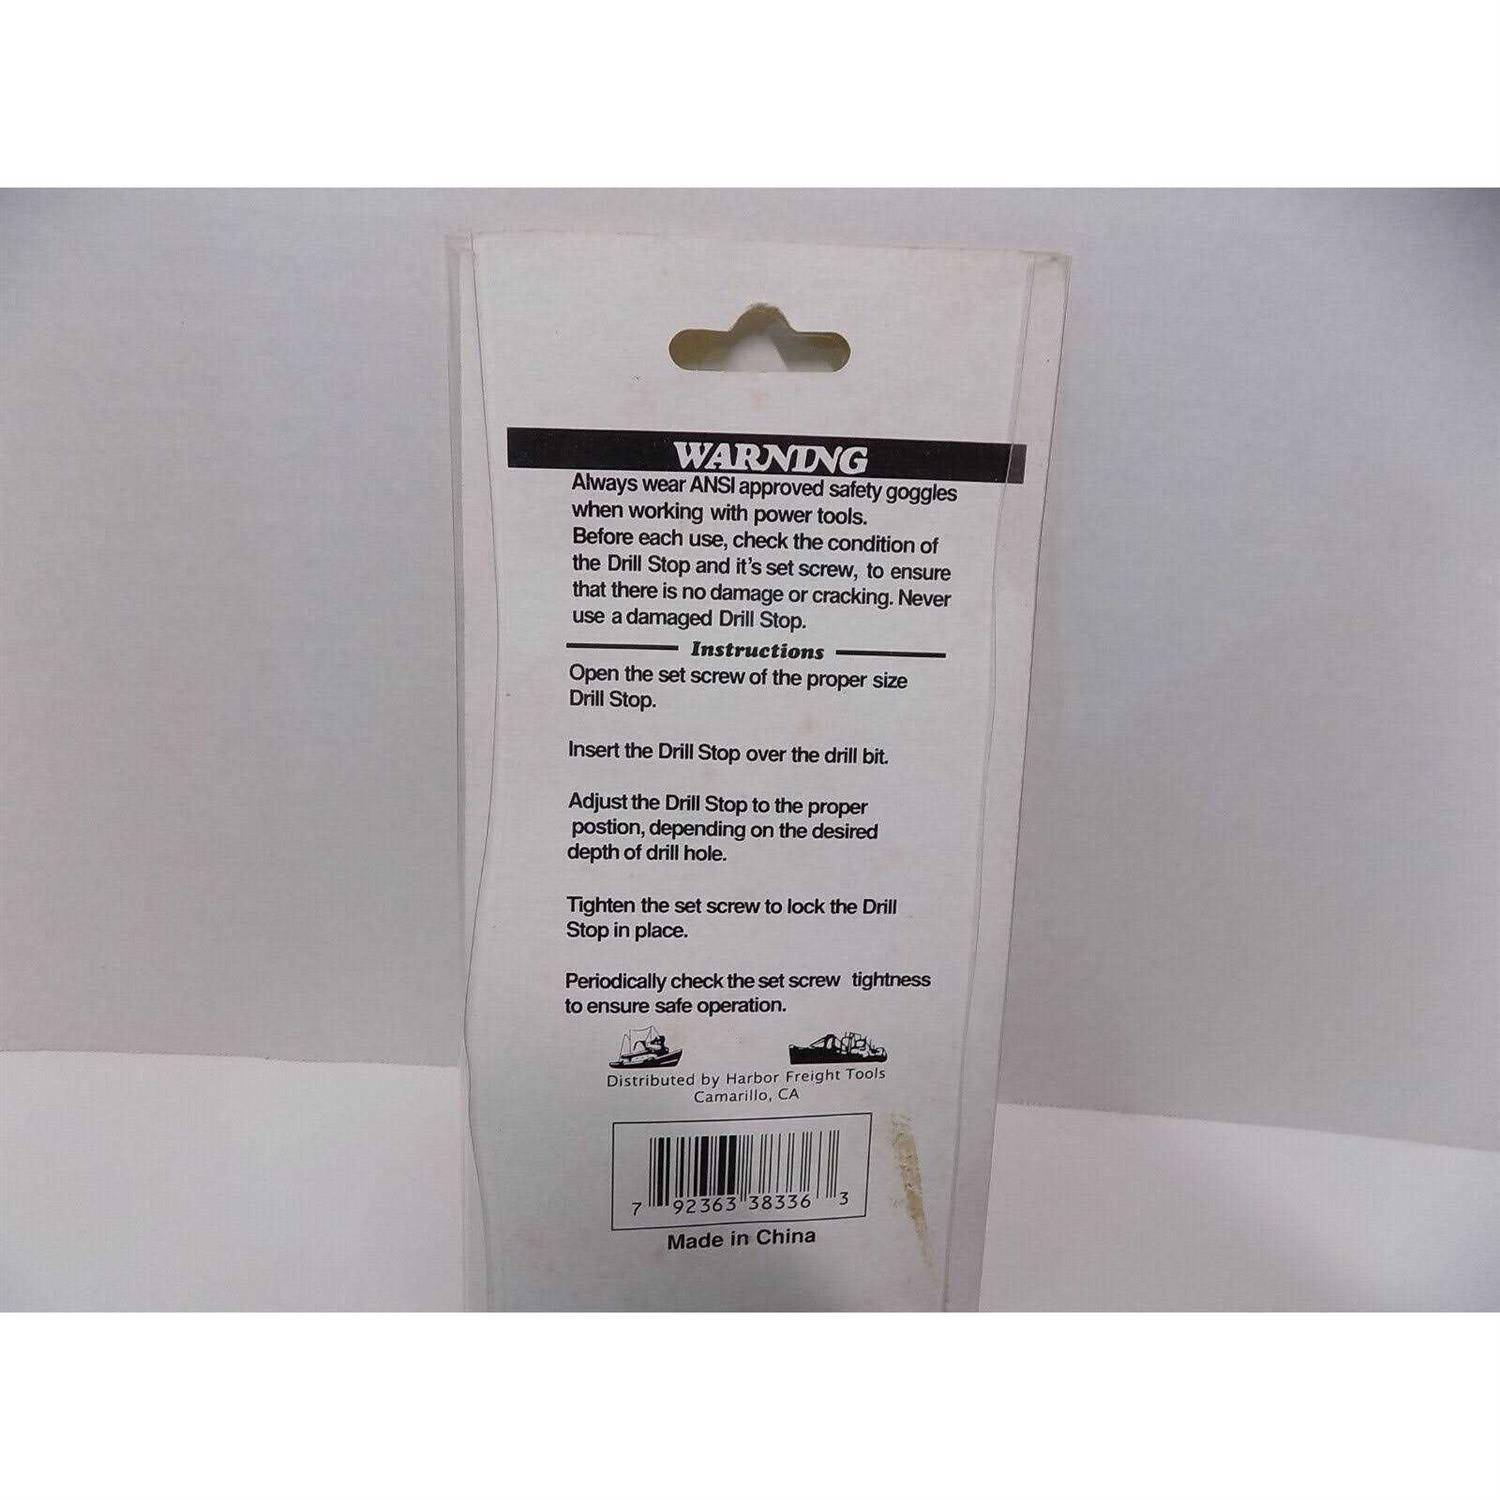 WARNING
Always wear ANSI approved safety goggles
when working with power tools.
Before each use, check the condition of
the Drill Stop and it's set screw, to ensure
that there is no damage or cracking. Never
use a damaged Drill Stop.
Instructions
Open the set screw of the proper size
Drill Stop.
Insert the Drill Stop over the drill bit.
Adjust the Drill Stop to the proper
postion, depending on the desired
depth of drill hole.
Tighten the set screw to lock the Drill
Stop in place.
Periodically check the set screw tightness
to ensure safe operation.
Distributed by Harbor Freight Tools
Camarillo, CA
7 92363 38336 3
Made in China